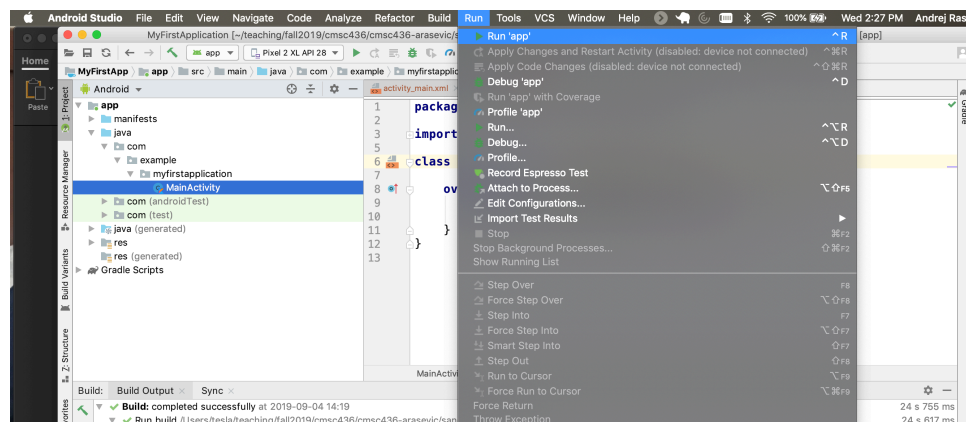 Android Studio File Edit View Navigate Code Analyze Refactor Build Run Tools VCS Window Help 100% Wed 2:27 PM Andrej Ras
MyFirstApplication [~/teaching/fall2019/cmsc436/cmsc436-arasevic/s
[app]
Home
Paste
app Pixel 2 XL API 28
MyFirstApp app src main java com example myfirstapplic
1: Project
Resource Manager
Build Variants
Z: Structure
Gradle
Android
app
manifests
java
com
example
myfirstapplication
MainActivity
com (androidTest)
com (test)
java (generated)
res
res (generated)
Gradle Scripts
activity_main.xml
1 packag
2
3 import
5
6 class
7
8 ov
9
10
11 }
12 }
13
MainActivi
Run 'app' ^ R
Apply Changes and Restart Activity (disabled: device not connected) ^⌘R
Apply Code Changes (disabled: device not connected) ^⇧⌘R
Debug 'app' ^ D
Run 'app' with Coverage
Profile 'app'
Run... ^⌥R
Debug... ^⌥D
Profile...
Record Espresso Test
Attach to Process... ⌥⇧F5
Edit Configurations...
Import Test Results
Stop ⌘F2
Stop Background Processes... ⇧⌘F2
Show Running List
Step Over F8
Force Step Over ⌥⇧F8
Step Into F7
Force Step Into ⌥⇧F7
Smart Step Into ⇧F7
Step Out ⇧F8
Run to Cursor ⌥F9
Force Run to Cursor ⌥⌘F9
Force Return
Throw Exception
Build: Build Output × Sync ×
Build: completed successfully at 2019-09-04 14:19 24 s 755 ms
Run build /Users/tesla/teaching/fall2019/cmsc436/cmsc436-arasevic/san 24 s 617 ms